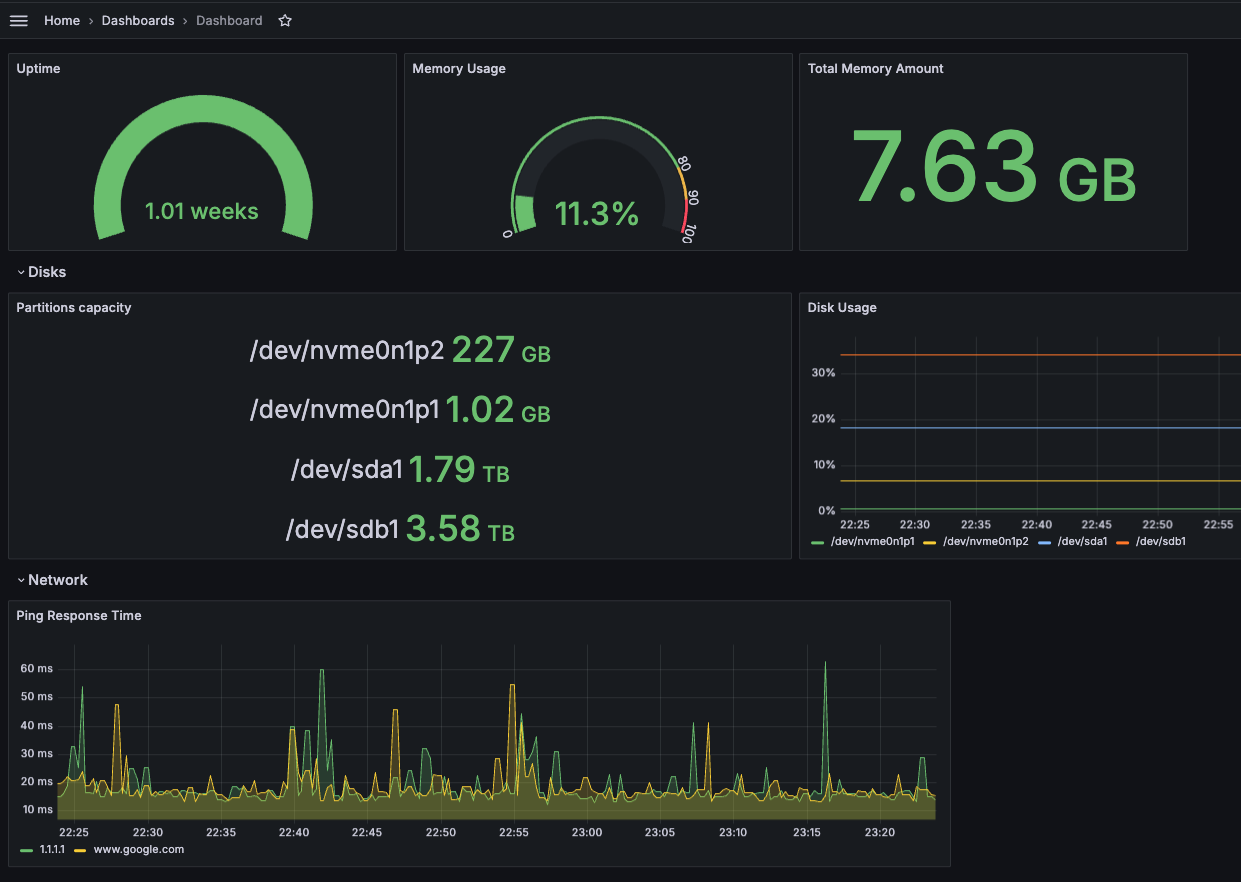 Home › Dashboards › Dashboard
Uptime
1.01 weeks
Memory Usage
0
80
90
100
11.3%
Total Memory Amount
7.63 GB
Disks
Partitions capacity
/dev/nvme0n1p2 227 GB
/dev/nvme0n1p1 1.02 GB
/dev/sda1 1.79 TB
/dev/sdb1 3.58 TB
Disk Usage
30%
20%
10%
0%
22:25 22:30 22:35 22:40 22:45 22:50 22:55
/dev/nvme0n1p1 /dev/nvme0n1p2 /dev/sda1 /dev/sdb1
Network
Ping Response Time
60 ms
50 ms
40 ms
30 ms
20 ms
10 ms
22:25 22:30 22:35 22:40 22:45 22:50 22:55 23:00 23:05 23:10 23:15 23:20
1.1.1.1 www.google.com